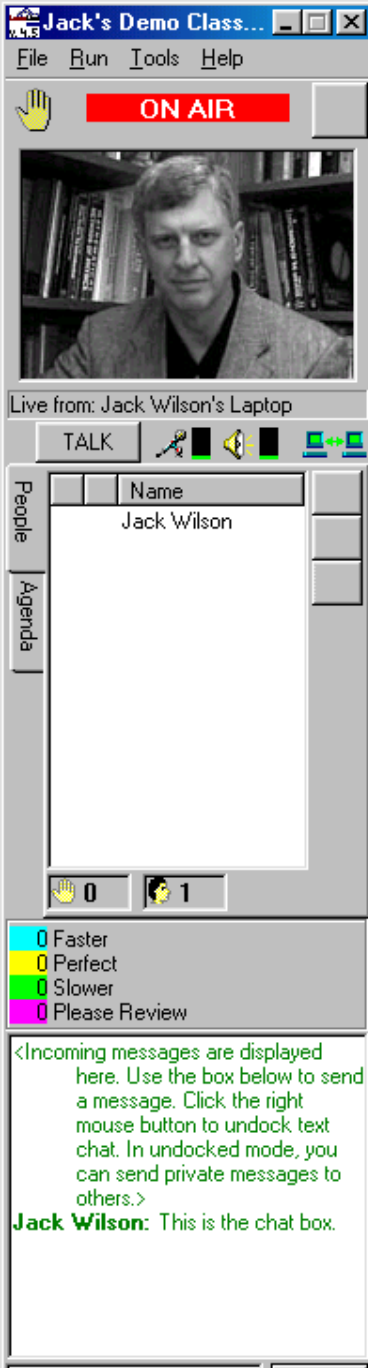 Jack's Demo Class...
v.4.5
File Run Tools Help
ON AIR
Live from: Jack Wilson's Laptop
TALK
People
Agenda
Name
Jack Wilson
0 1
0 Faster
0 Perfect
0 Slower
0 Please Review
<Incoming messages are displayed
here. Use the box below to send
a message. Click the right
mouse button to undock text
chat. In undocked mode, you
can send private messages to
others.>
Jack Wilson: This is the chat box.